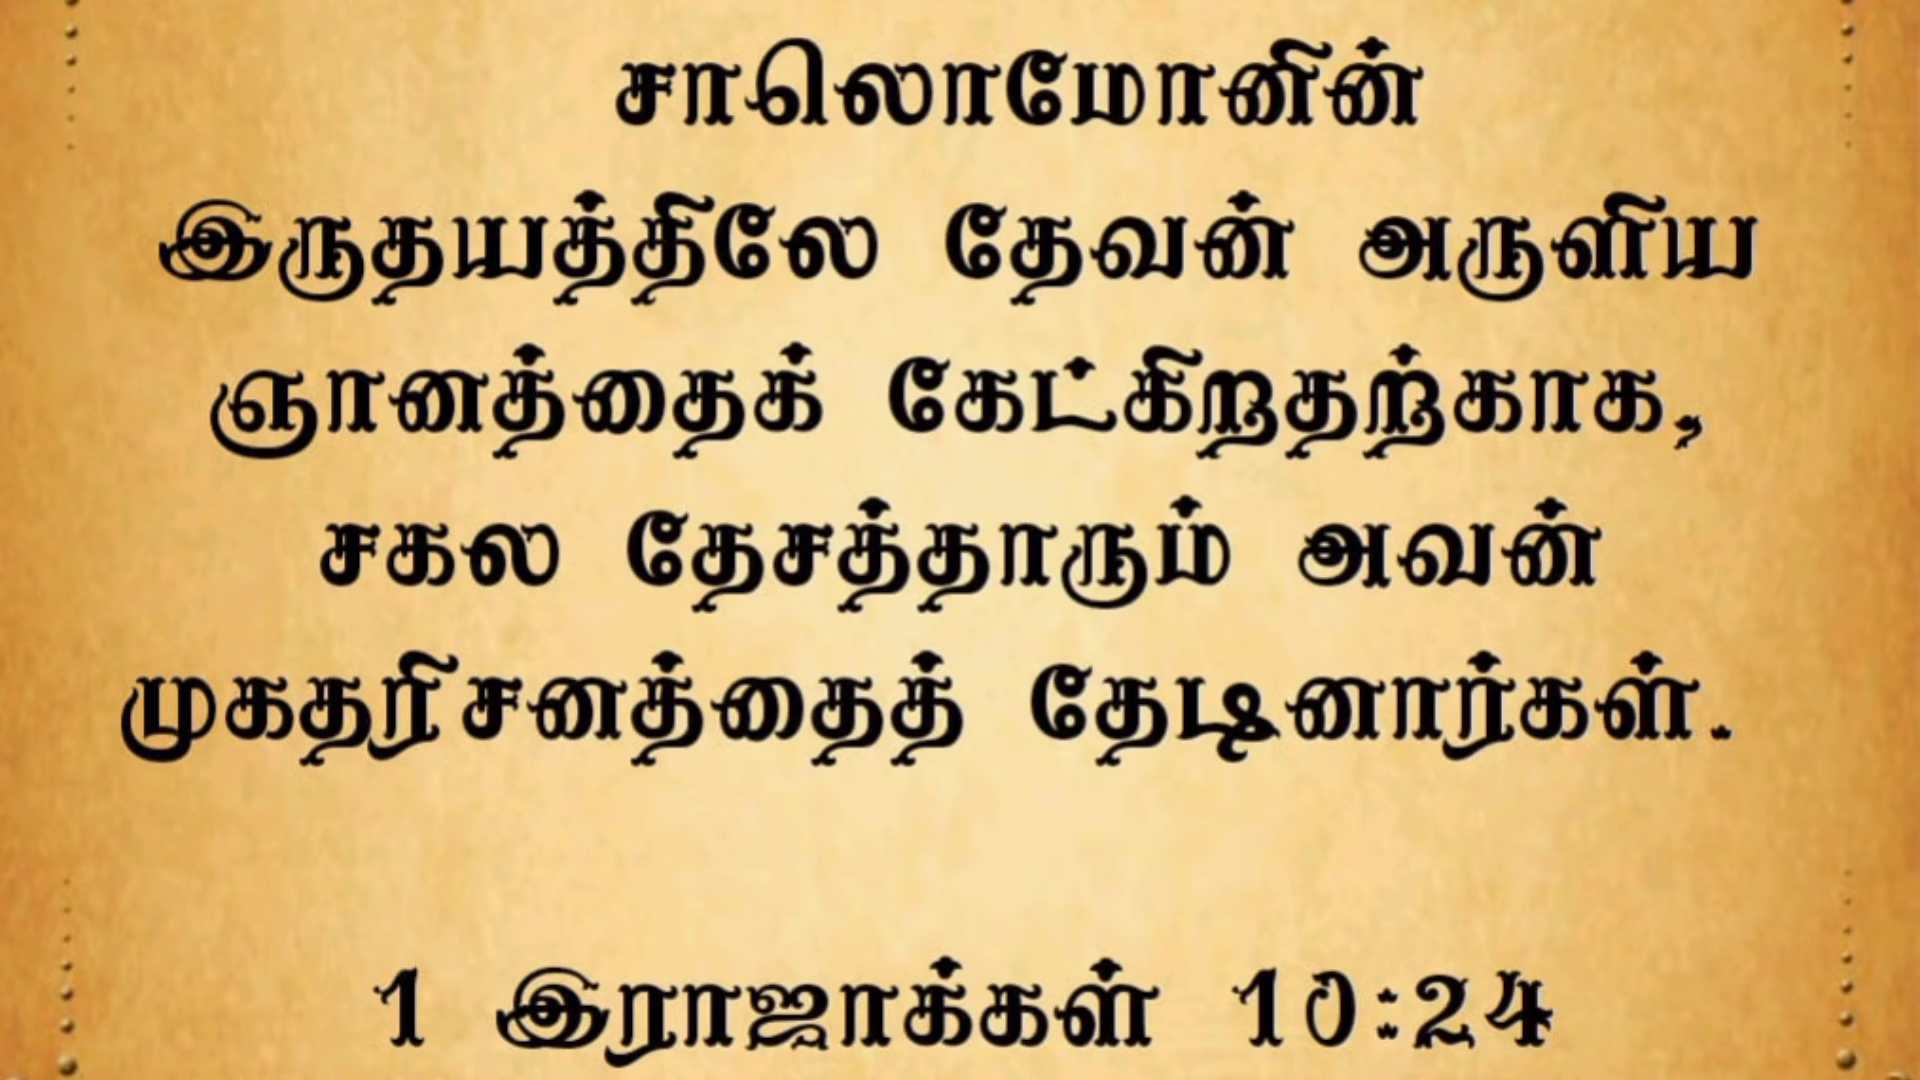 சாலொமோனின்
இருதயத்திலே தேவன் அருளிய
ஞானத்தைக் கேட்கிறதற்காக,
சகல தேசத்தாரும் அவன்
முகதரிசனத்தைத் தேடினார்கள்.
1 இராஜாக்கள் 10:24